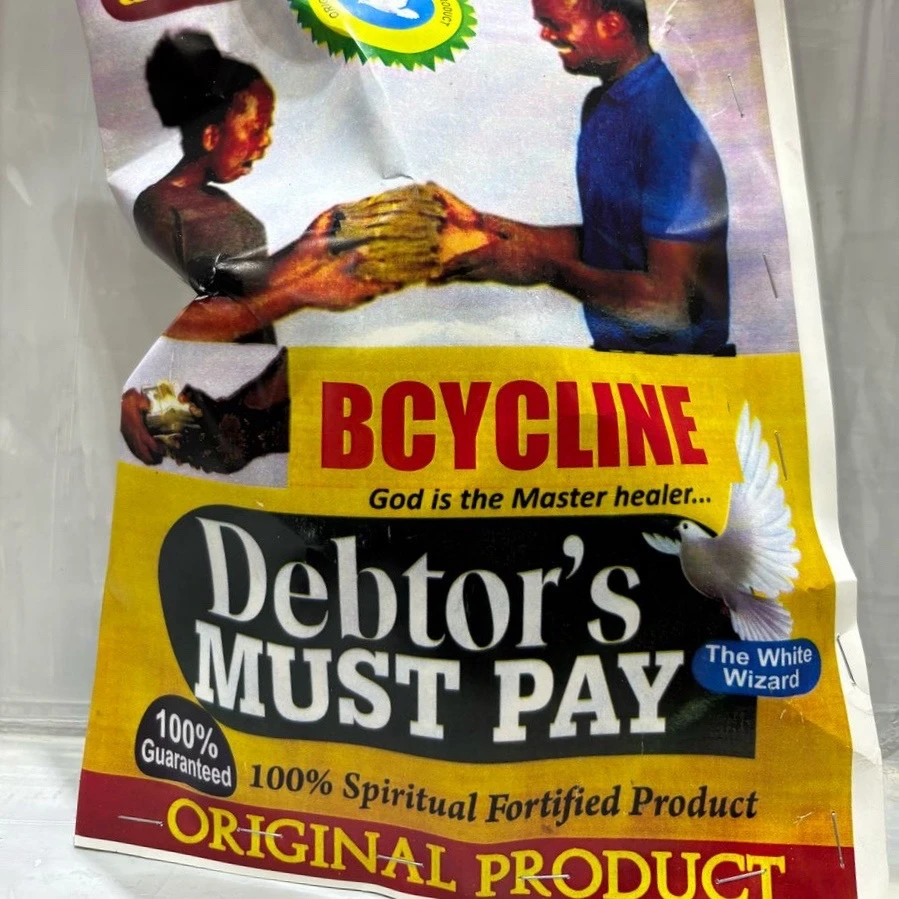 PRODUCT
BCYCLINE
God is the Master healer...
Debtor's
MUST PAY
The White
Wizard
100%
Guaranteed
100% Spiritual Fortified Product
ORIGINAL PRODUCT